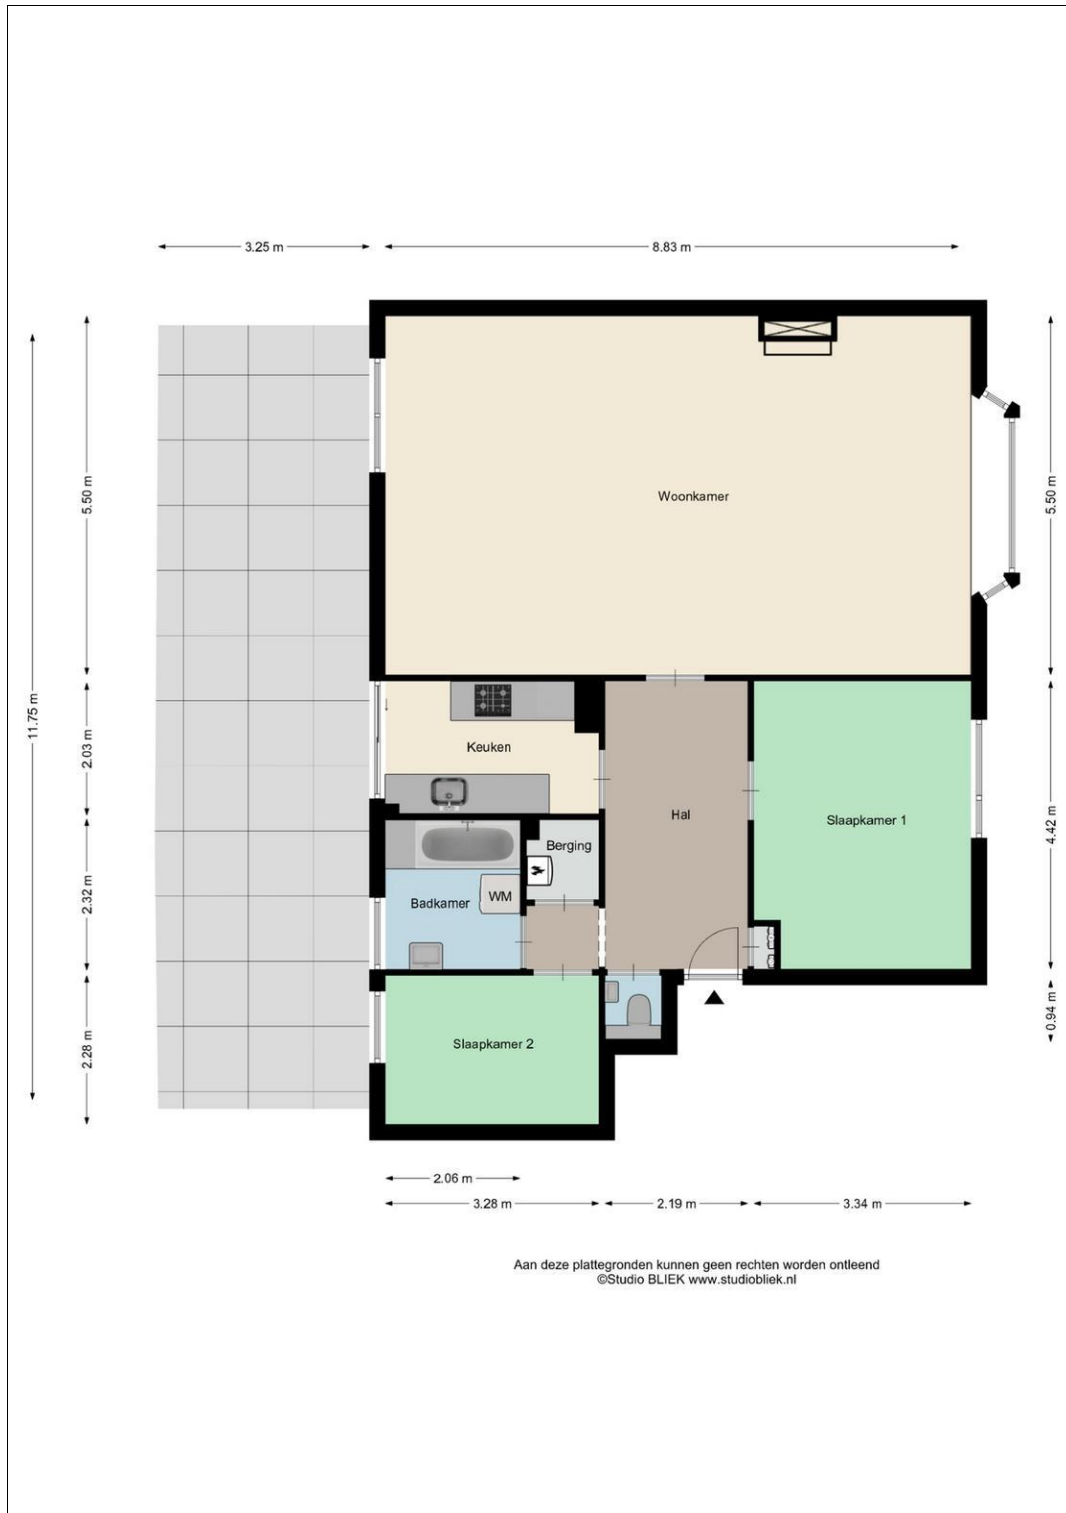 3.25 m
8.83 m
5.50 m
5.50 m
Woonkamer
11.75 m
2.03 m
Keuken
Hal
Slaapkamer 1
4.42 m
Berging
2.32 m
Badkamer
WM
0.94 m
2.28 m
Slaapkamer 2
2.06 m
3.28 m
2.19 m
3.34 m
Aan deze plattegronden kunnen geen rechten worden ontleend
©Studio BLIEK www.studiobliek.nl